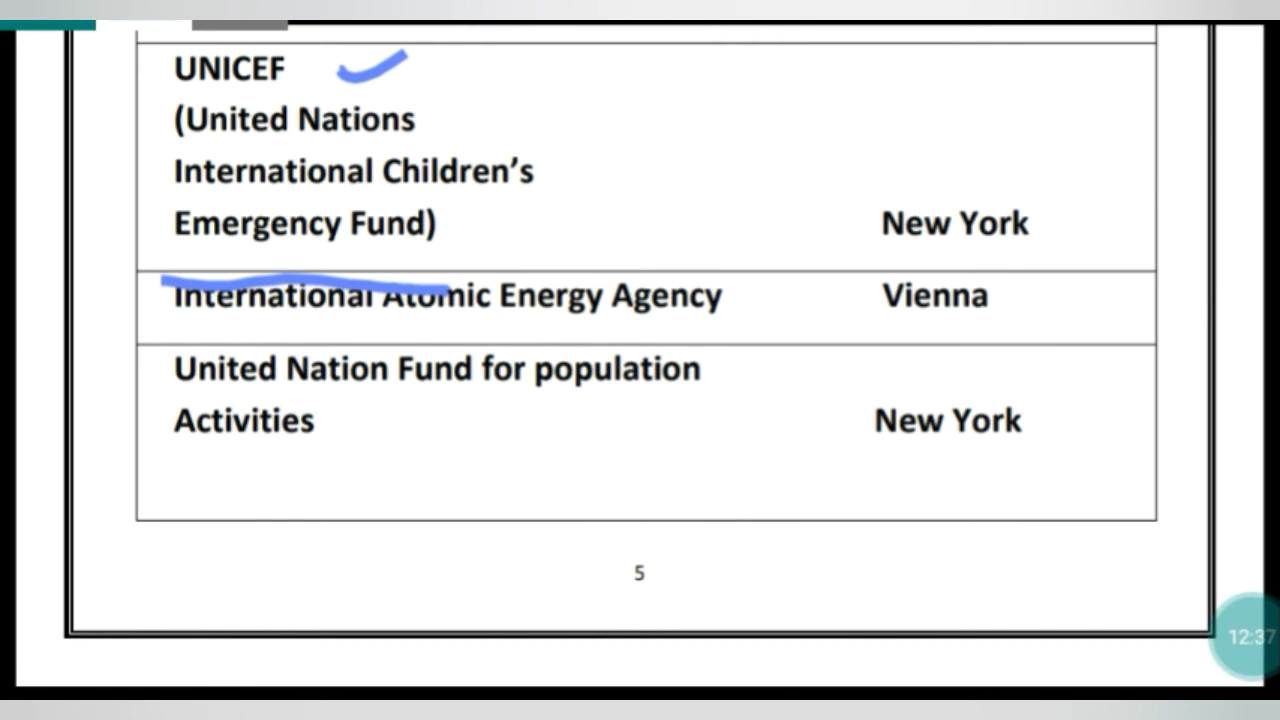 UNICEF
(United Nations
International Children’s
Emergency Fund)
New York
International Atomic Energy Agency
Vienna
United Nation Fund for population
Activities
New York
5
12:37